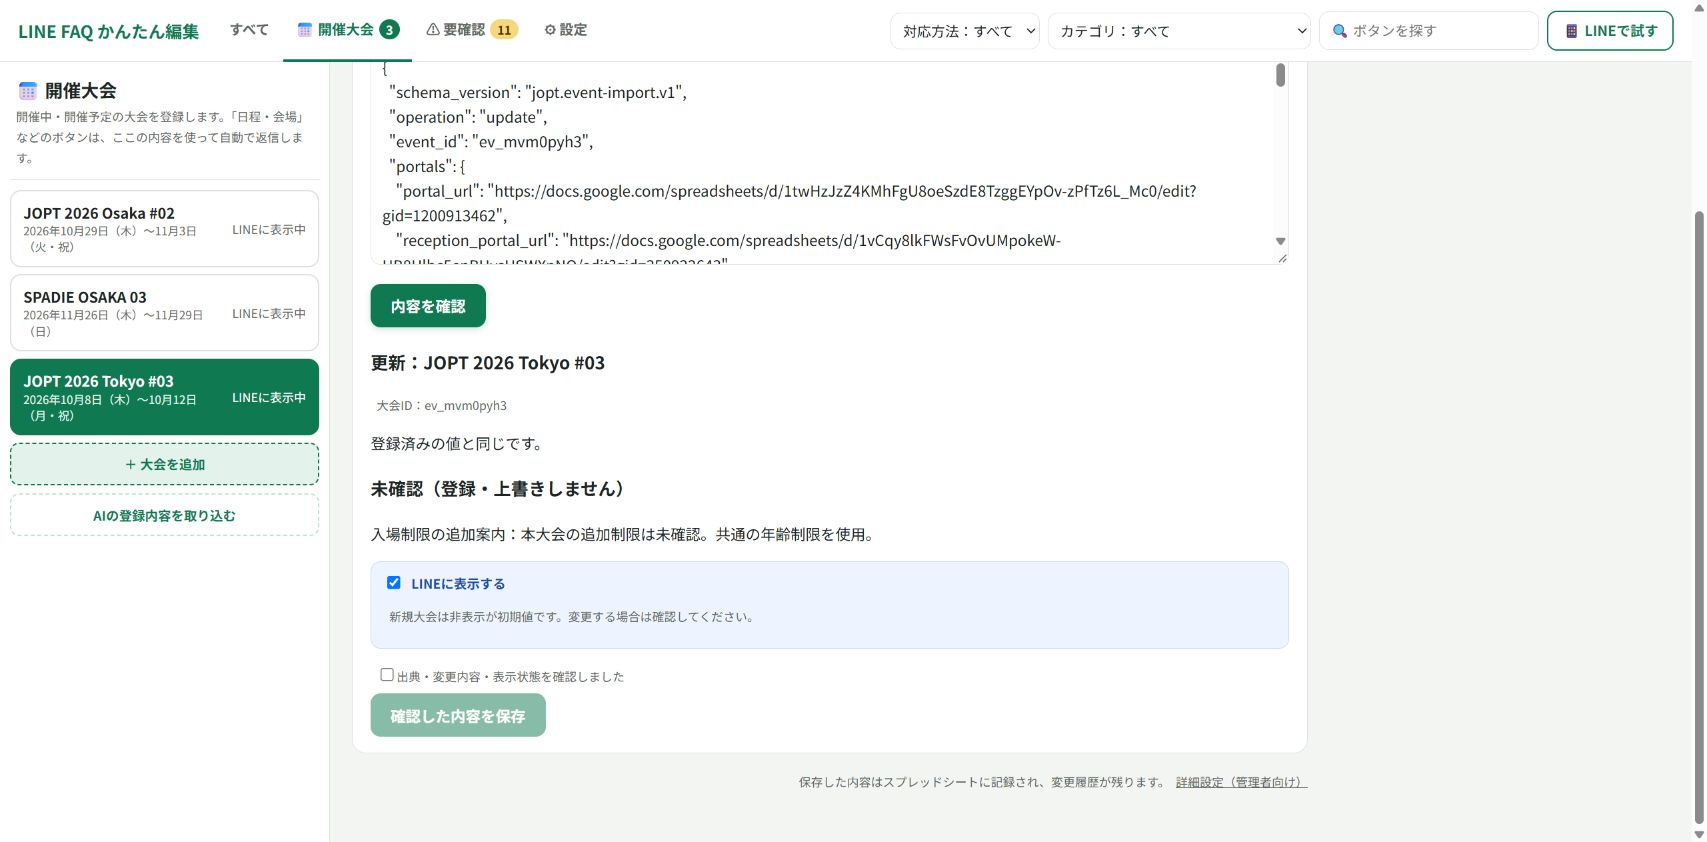 LINE FAQ かんたん編集
すべて
開催大会 3
要確認 11
設定
対応方法：すべて
カテゴリ：すべて
ボタンを探す
LINEで試す
開催大会
開催中・開催予定の大会を登録します。「日程・会場」
などのボタンは、ここの内容を使って自動で返信しま
す。
JOPT 2026 Osaka #02
2026年10月29日（木）〜11月3日
（火・祝）
LINEに表示中
SPADIE OSAKA 03
2026年11月26日（木）〜11月29日
（日）
LINEに表示中
JOPT 2026 Tokyo #03
2026年10月8日（木）〜10月12日
（月・祝）
LINEに表示中
＋ 大会を追加
AIの登録内容を取り込む
{
"schema_version": "jopt.event-import.v1",
"operation": "update",
"event_id": "ev_mvm0pyh3",
"portals": {
"portal_url": "https://docs.google.com/spreadsheets/d/1twHzJzZ4KMhFgU8oeSzdE8TzggEYpOv-zPfTz6L_Mc0/edit?
gid=1200913462",
"reception_portal_url": "https://docs.google.com/spreadsheets/d/1vCqy8lkFWsFvOvUMpokeW-
内容を確認
更新：JOPT 2026 Tokyo #03
大会ID：ev_mvm0pyh3
登録済みの値と同じです。
未確認（登録・上書きしません）
入場制限の追加案内：本大会の追加制限は未確認。共通の年齢制限を使用。
LINEに表示する
新規大会は非表示が初期値です。変更する場合は確認してください。
出典・変更内容・表示状態を確認しました
確認した内容を保存
保存した内容はスプレッドシートに記録され、変更履歴が残ります。 詳細設定（管理者向け）